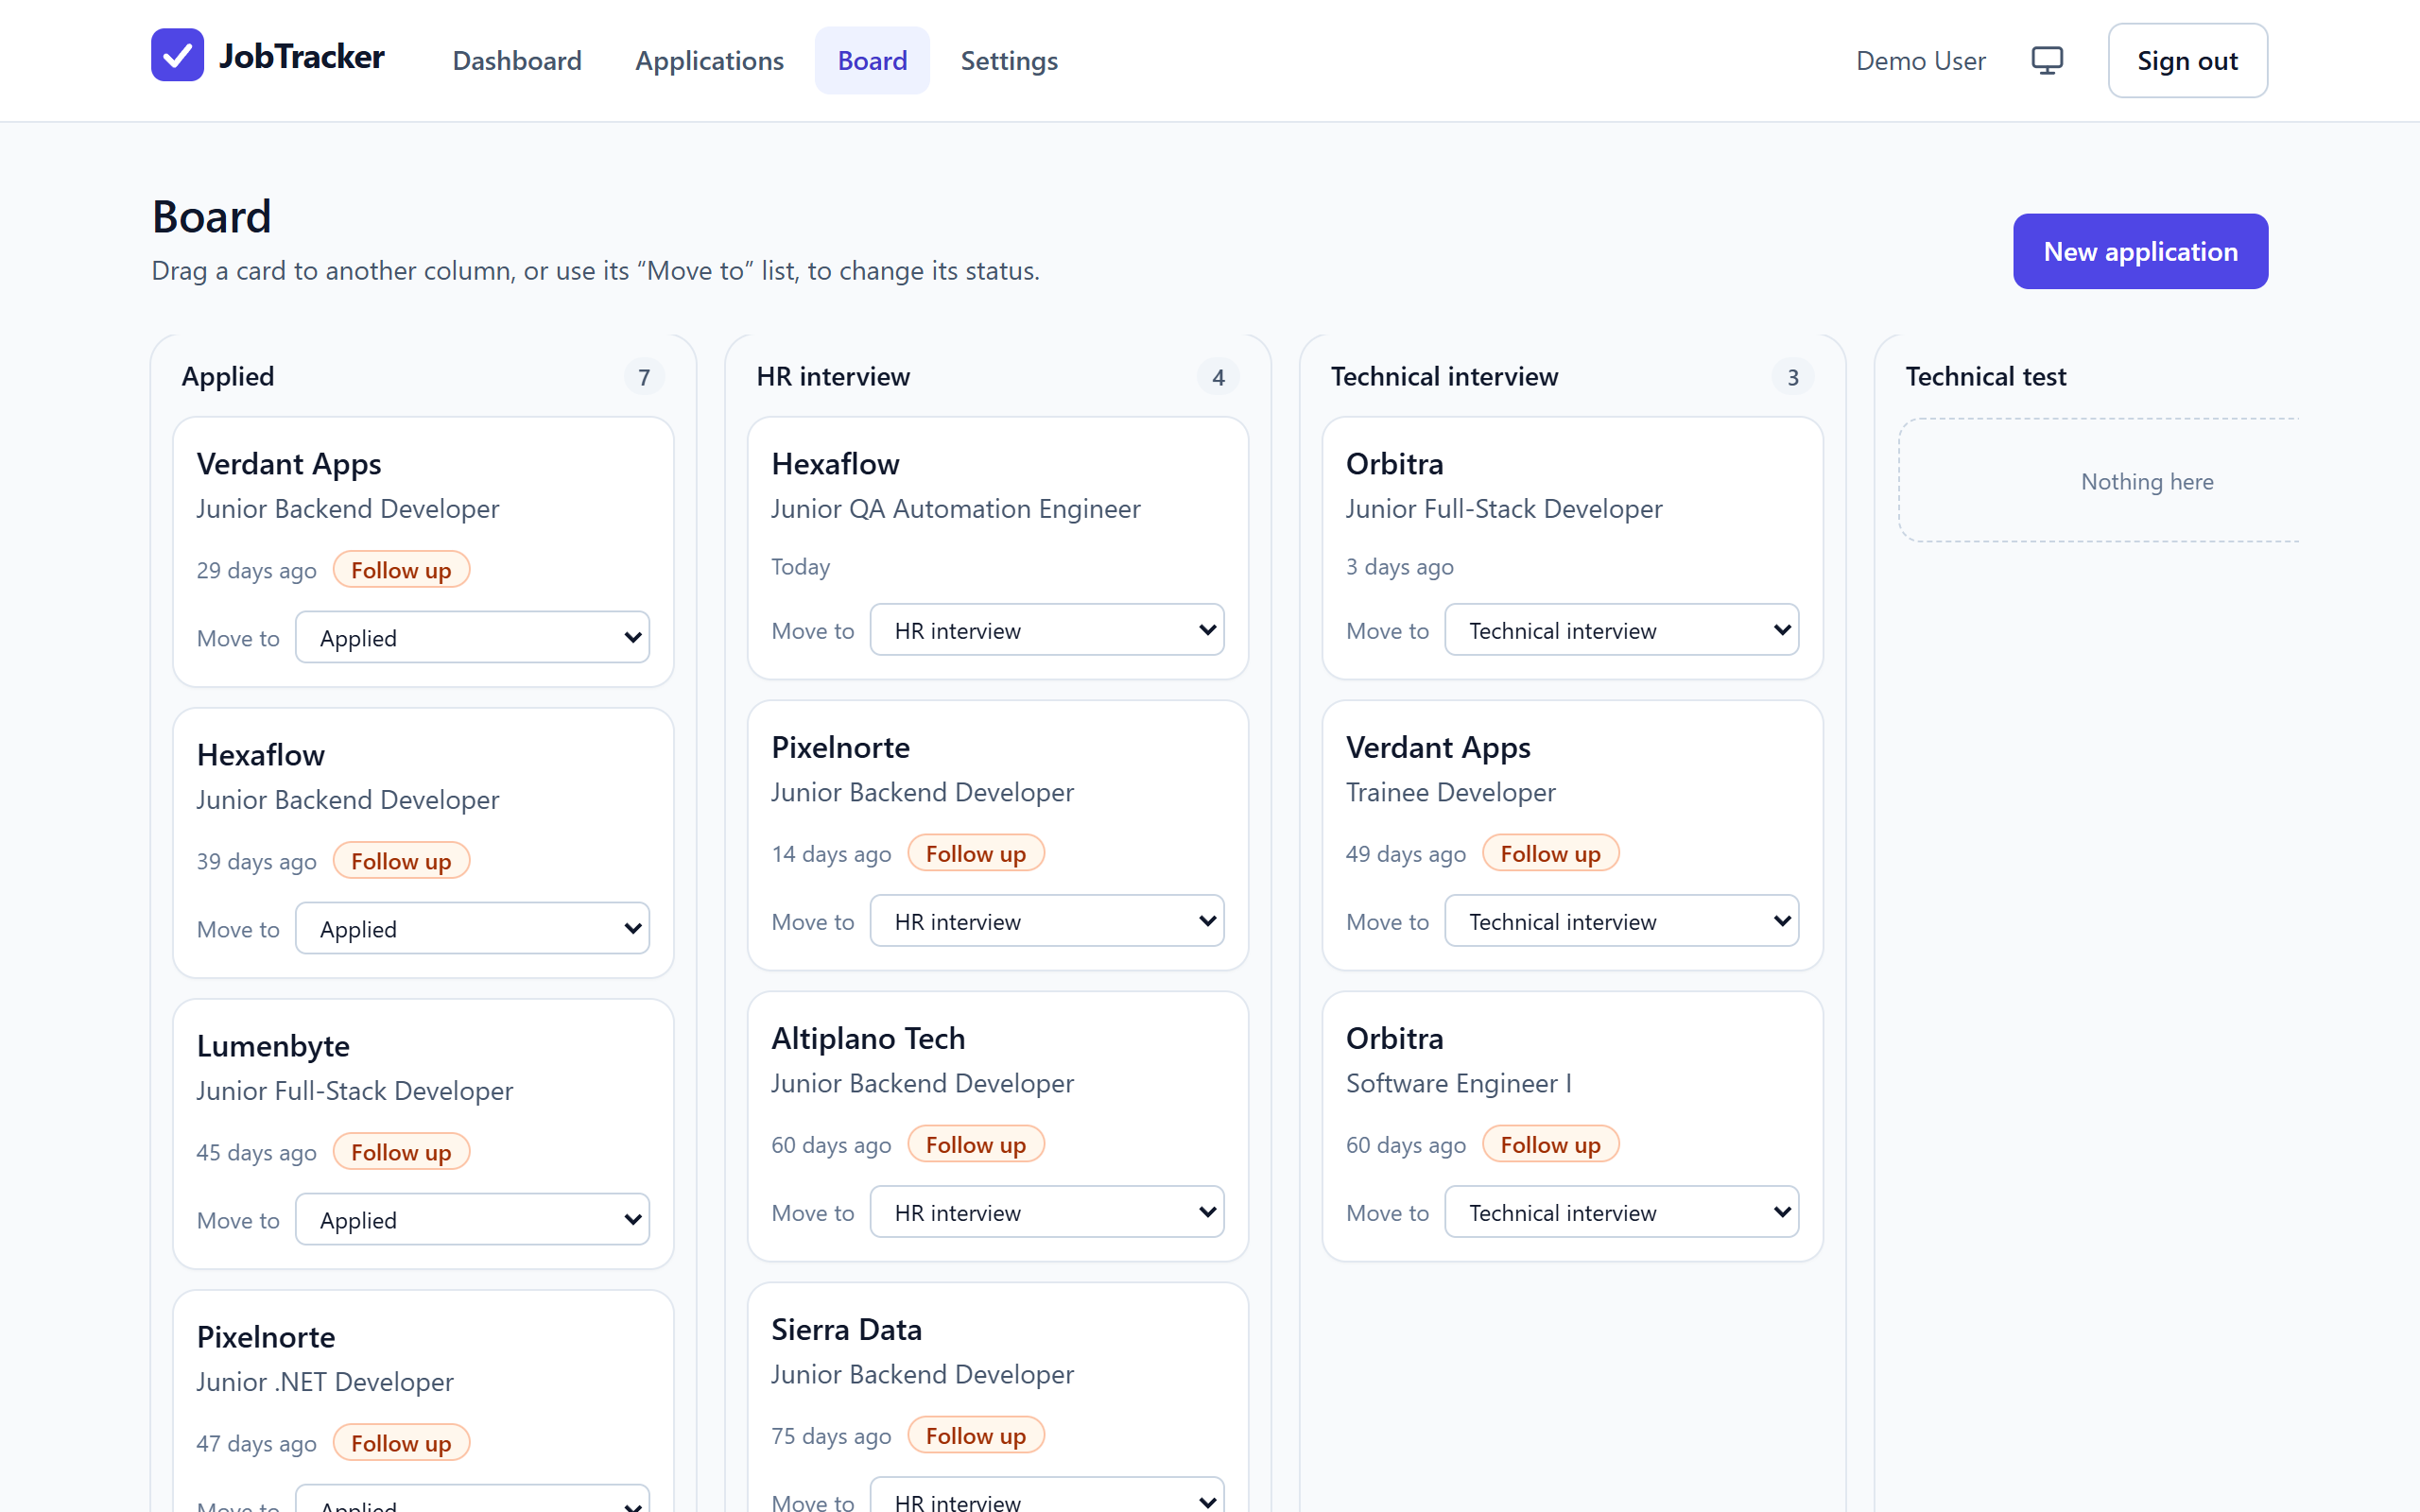 JobTracker
Dashboard
Applications
Board
Settings
Demo User
Sign out
Board
Drag a card to another column, or use its “Move to” list, to change its status.
New application
Applied
7
Verdant Apps
Junior Backend Developer
29 days ago
Follow up
Move to
Applied
Hexaflow
Junior Backend Developer
39 days ago
Follow up
Move to
Applied
Lumenbyte
Junior Full-Stack Developer
45 days ago
Follow up
Move to
Applied
Pixelnorte
Junior .NET Developer
47 days ago
Follow up
Move to
Applied
HR interview
4
Hexaflow
Junior QA Automation Engineer
Today
Move to
HR interview
Pixelnorte
Junior Backend Developer
14 days ago
Follow up
Move to
HR interview
Altiplano Tech
Junior Backend Developer
60 days ago
Follow up
Move to
HR interview
Sierra Data
Junior Backend Developer
75 days ago
Follow up
Move to
HR interview
Technical interview
3
Orbitra
Junior Full-Stack Developer
3 days ago
Move to
Technical interview
Verdant Apps
Trainee Developer
49 days ago
Follow up
Move to
Technical interview
Orbitra
Software Engineer I
60 days ago
Follow up
Move to
Technical interview
Technical test
Nothing here